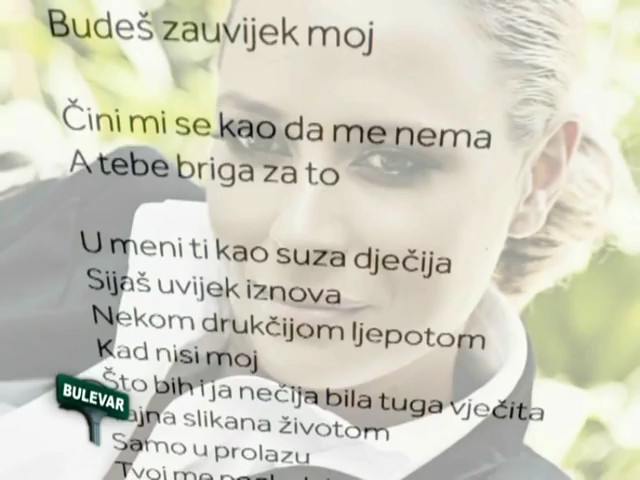 Budeš zauvijek moj
Čini mi se kao da me nema
A tebe briga za to
U meni ti kao suza dječija
Sijaš uvijek iznova
Nekom drukčijom ljepotom
Kad nisi moj
Što bih i ja nečija bila tuga vječita
slikana životom
Samo u prolazu
BULEVAR